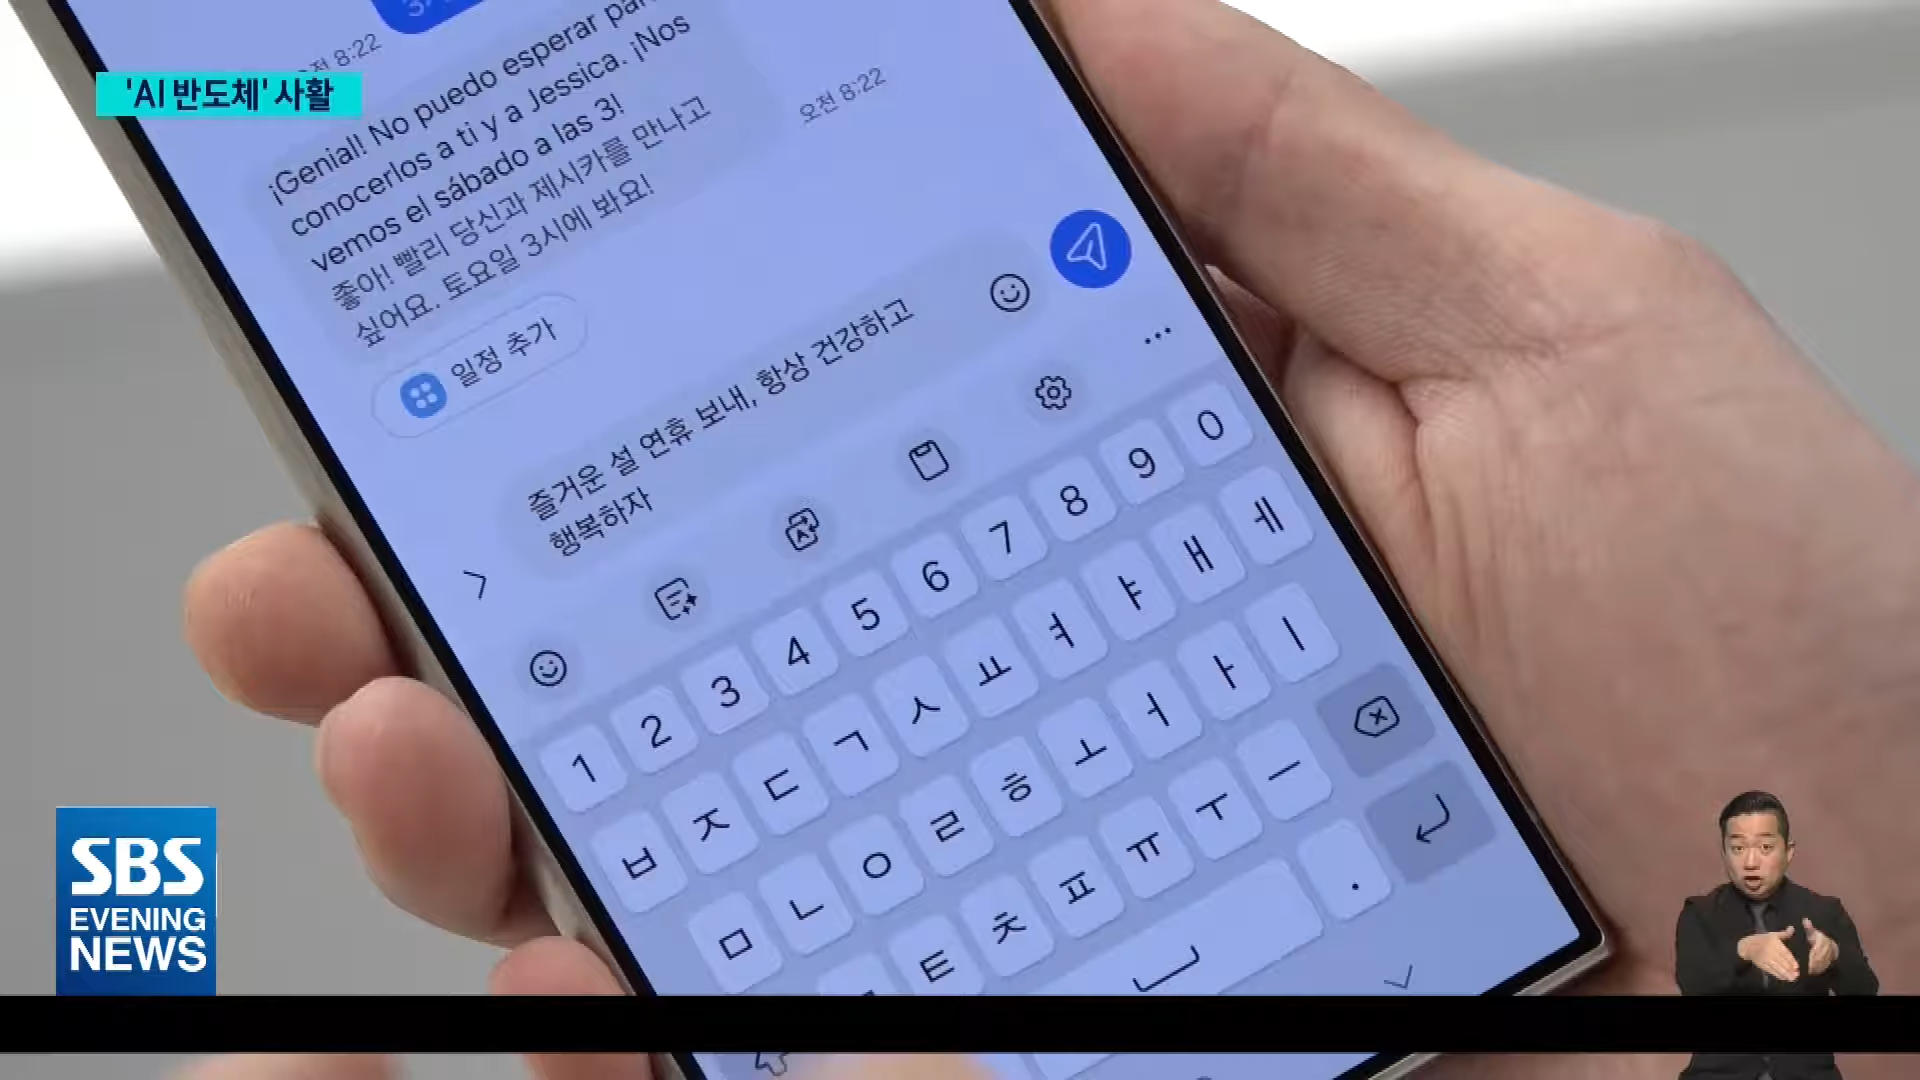 'AI 반도체' 사활
8:22
¡Genial! No puedo esperar
conocerlos a ti y a Jessica. ¡Nos
vemos el sábado a las 3!
좋아! 빨리 당신과 제시카를 만나고
싶어요. 토요일 3시에 봐요!
오전 8:22
일정 추가
즐거운 설 연휴 보내, 항상 건강하고
행복하자
1 2 3 4 5 6 7 8 9 0
ㅂ ㅈ ㄷ ㄱ ㅅ ㅛ ㅕ ㅑ ㅐ ㅔ
ㅁ ㄴ ㅇ ㄹ ㅎ ㅗ ㅓ ㅏ ㅣ
ㅌ ㅊ ㅍ ㅠ ㅜ ㅡ
.
SBS
EVENING
NEWS